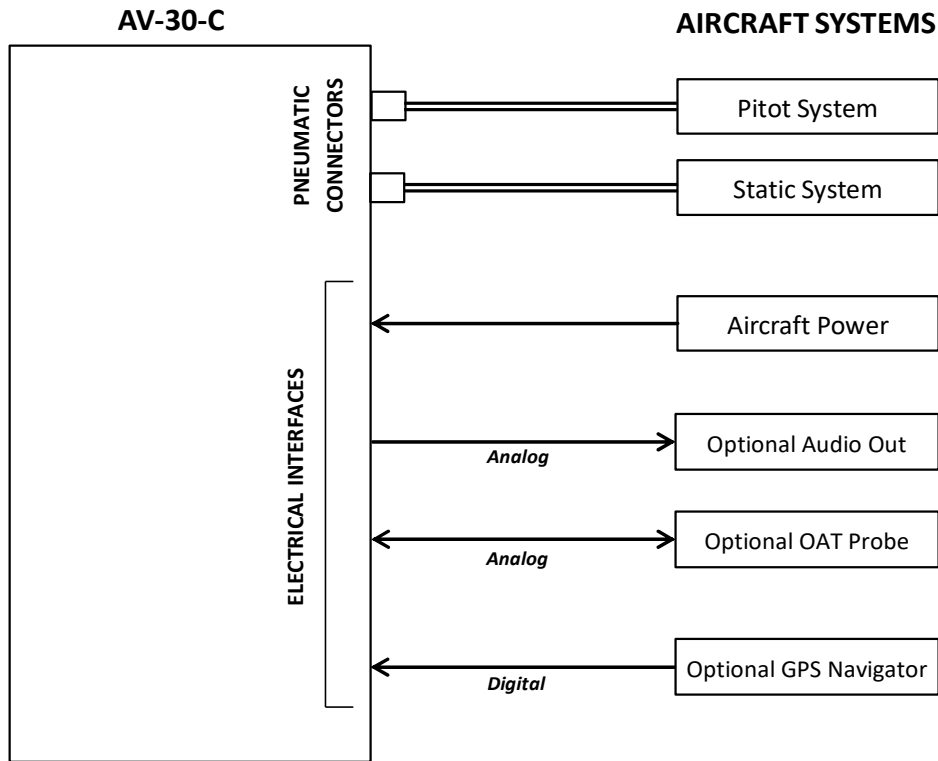 AV-30-C
AIRCRAFT SYSTEMS
PNEUMATIC
CONNECTORS
Pitot System
Static System
ELECTRICAL INTERFACES
Aircraft Power
Analog
Optional Audio Out
Analog
Optional OAT Probe
Digital
Optional GPS Navigator